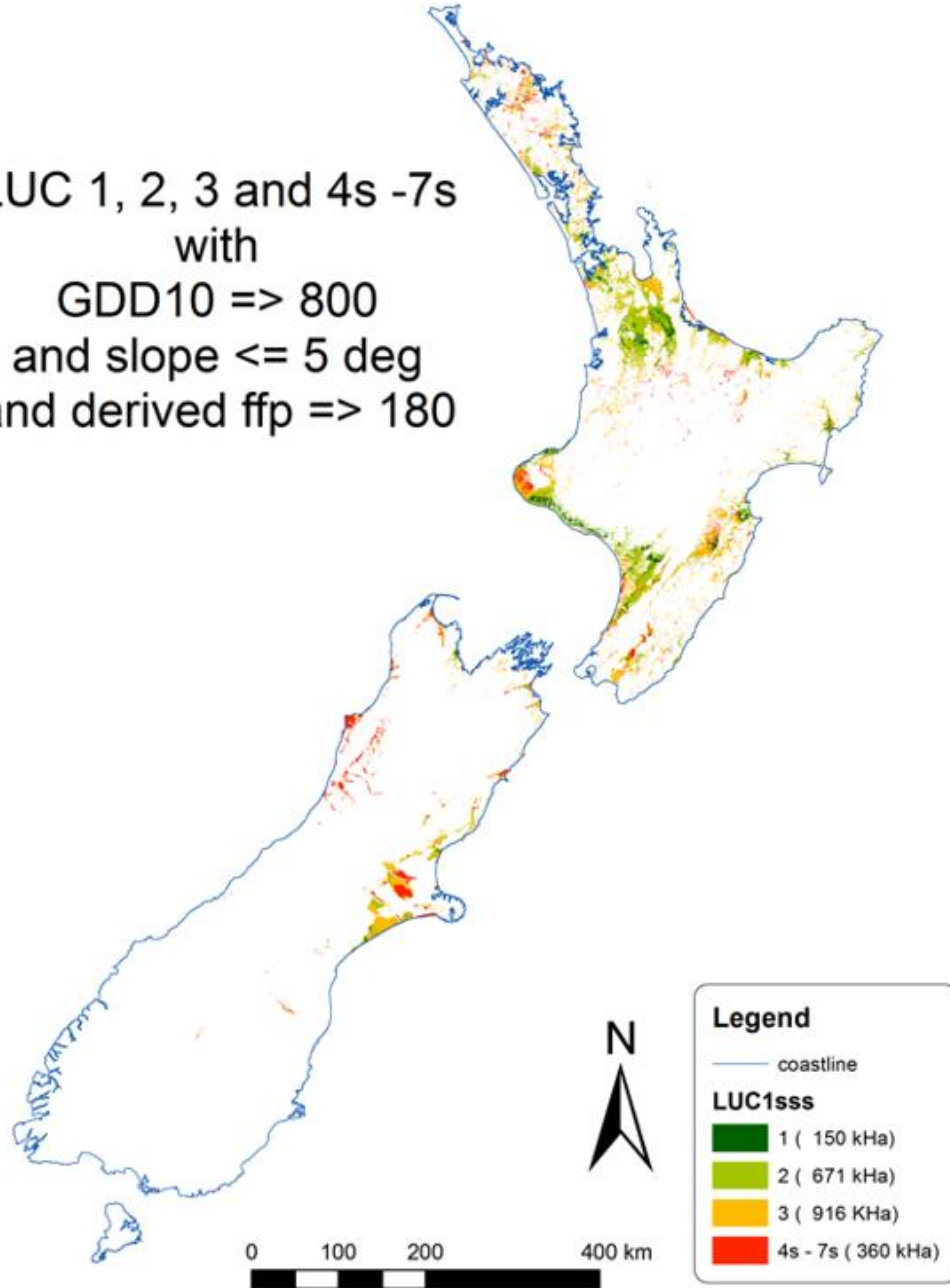 LUC 1, 2, 3 and 4s -7s
with
GDD10 => 800
and slope <= 5 deg
and derived ffp => 180
N
Legend
coastline
LUC1sss
1 ( 150 kHa)
2 ( 671 kHa)
3 ( 916 KHa)
4s - 7s ( 360 kHa)
0 100 200 400 km